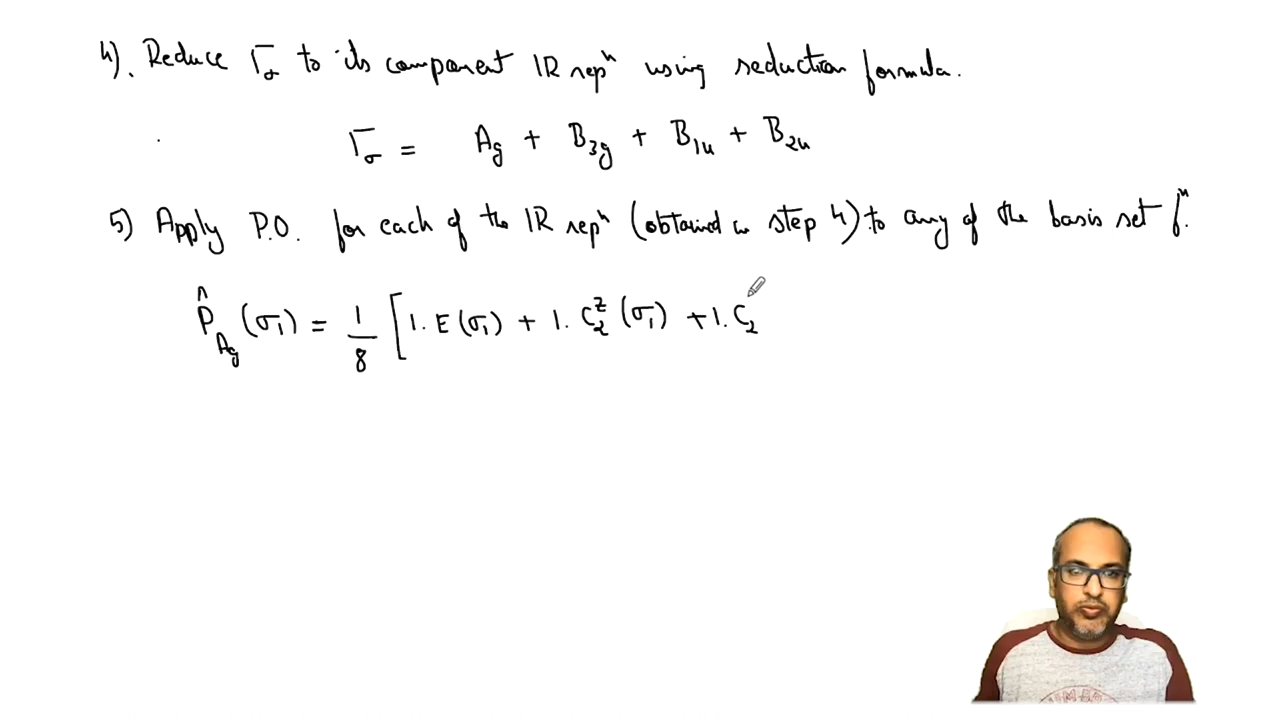 4). Reduce Γσ to its component IR repⁿ using reduction formula.
Γσ = Ag + B3g + B1u + B2u
5) Apply P.O. for each of the IR repⁿ (obtained in step 4) to any of the basis set fⁿ.
P̂Ag (σ₁) = 1/8 [1. E (σ₁) + 1. C₂ᶻ (σ₁) + 1. C₂